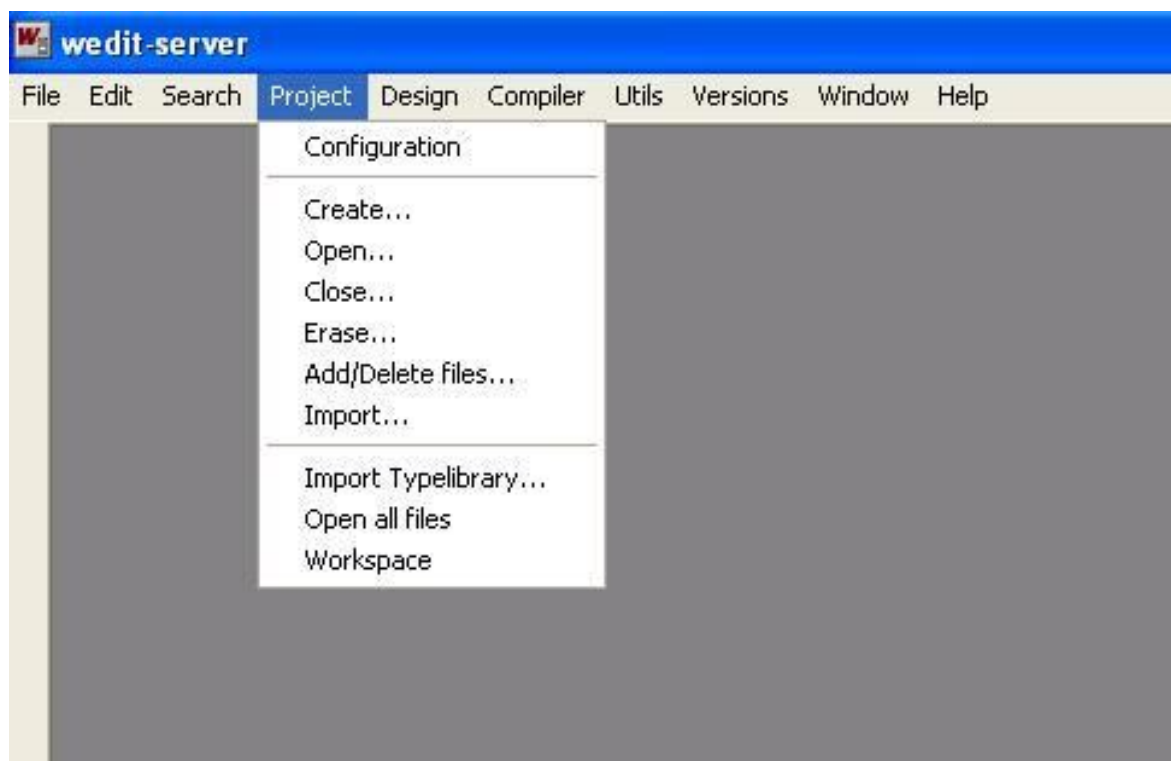 wedit-server
File Edit Search Project Design Compiler Utils Versions Window Help
Configuration
Create...
Open...
Close...
Erase...
Add/Delete files...
Import...
Import Typelibrary...
Open all files
Workspace